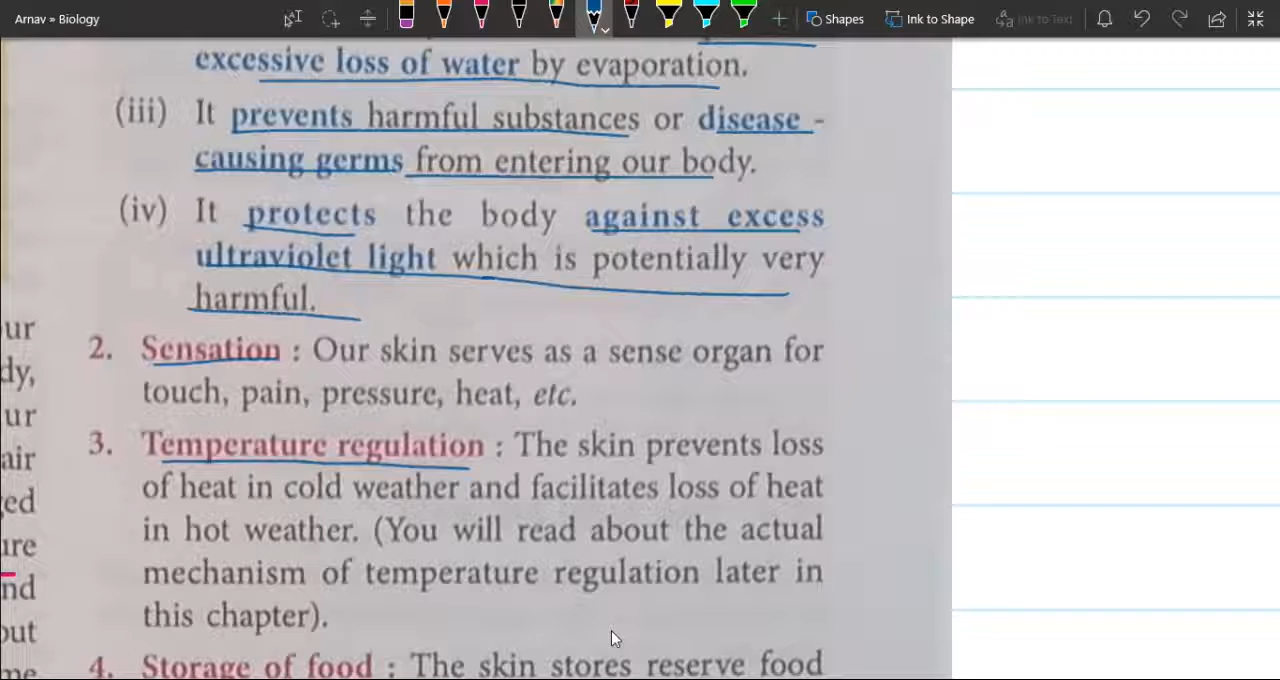 Arnav » Biology
Shapes
Ink to Shape
Ink to Text
excessive loss of water by evaporation.
(iii) It prevents harmful substances or disease -
causing germs from entering our body.
(iv) It protects the body against excess
ultraviolet light which is potentially very
harmful.
2. Sensation : Our skin serves as a sense organ for
touch, pain, pressure, heat, etc.
3. Temperature regulation : The skin prevents loss
of heat in cold weather and facilitates loss of heat
in hot weather. (You will read about the actual
mechanism of temperature regulation later in
this chapter).
4. Storage of food : The skin stores reserve food